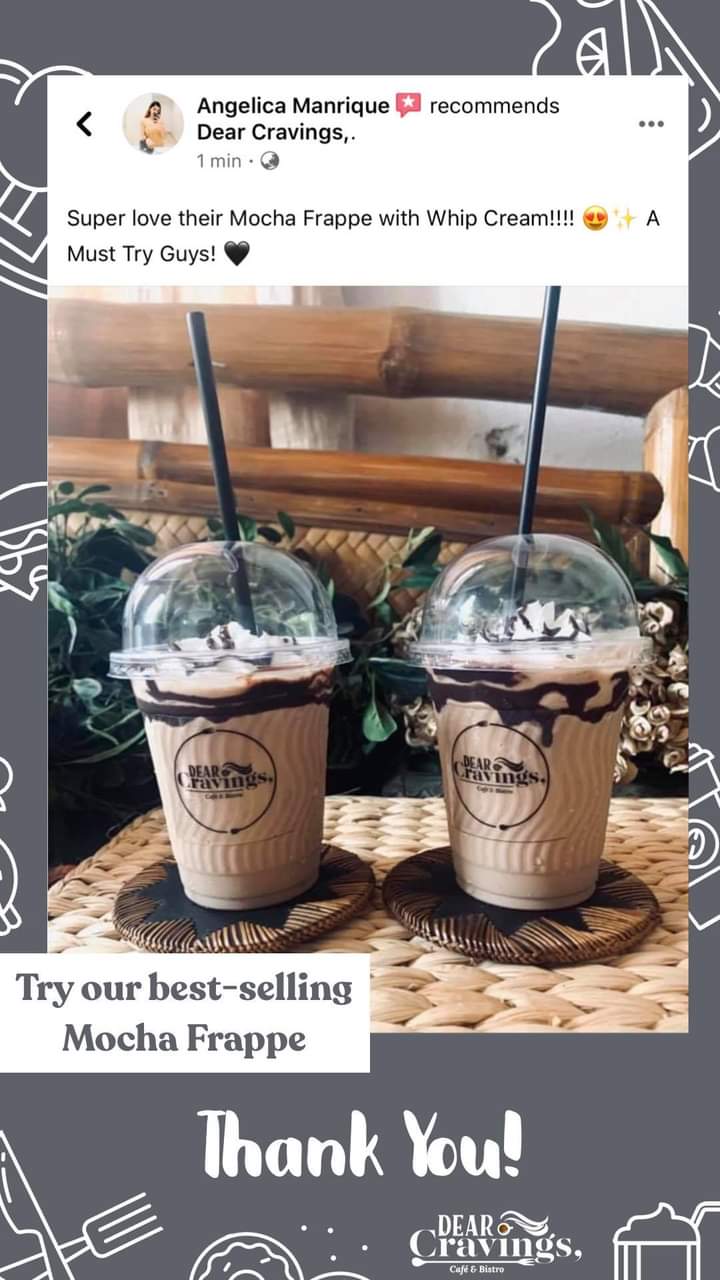 Angelica Manrique recommends
Dear Cravings,.
1 min ·
Super love their Mocha Frappe with Whip Cream!!!! 😍✨ A
Must Try Guys! 🖤
DEAR
Cravings,
Café & Bistro
DEAR
Cravings,
Café & Bistro
Try our best-selling
Mocha Frappe
Thank You!
DEAR
Cravings,
Café & Bistro